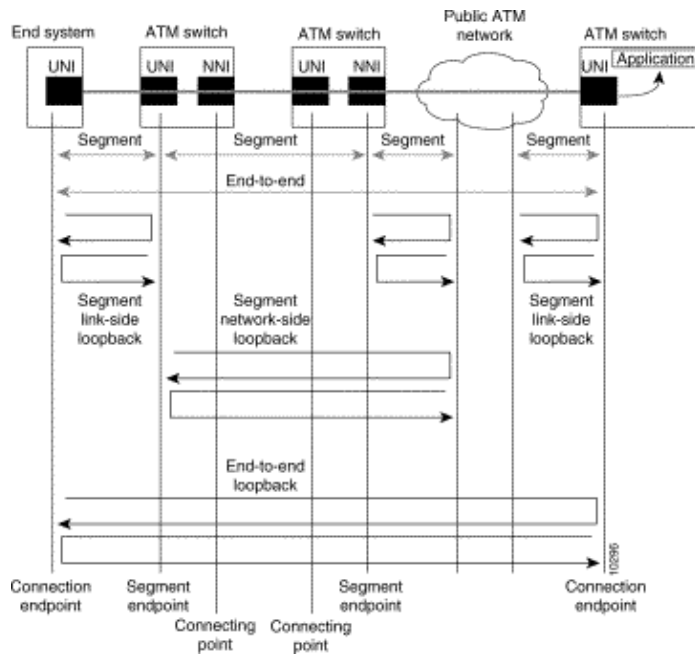 Public ATM
network
End system
ATM switch
ATM switch
ATM switch
UNI
UNI
NNI
UNI
NNI
UNI
Application
Segment
Segment
Segment
Segment
End-to-end
Segment
link-side
loopback
Segment
network-side
loopback
Segment
link-side
loopback
End-to-end
loopback
10296
Connection
endpoint
Segment
endpoint
Connecting
point
Connecting
point
Segment
endpoint
Connection
endpoint